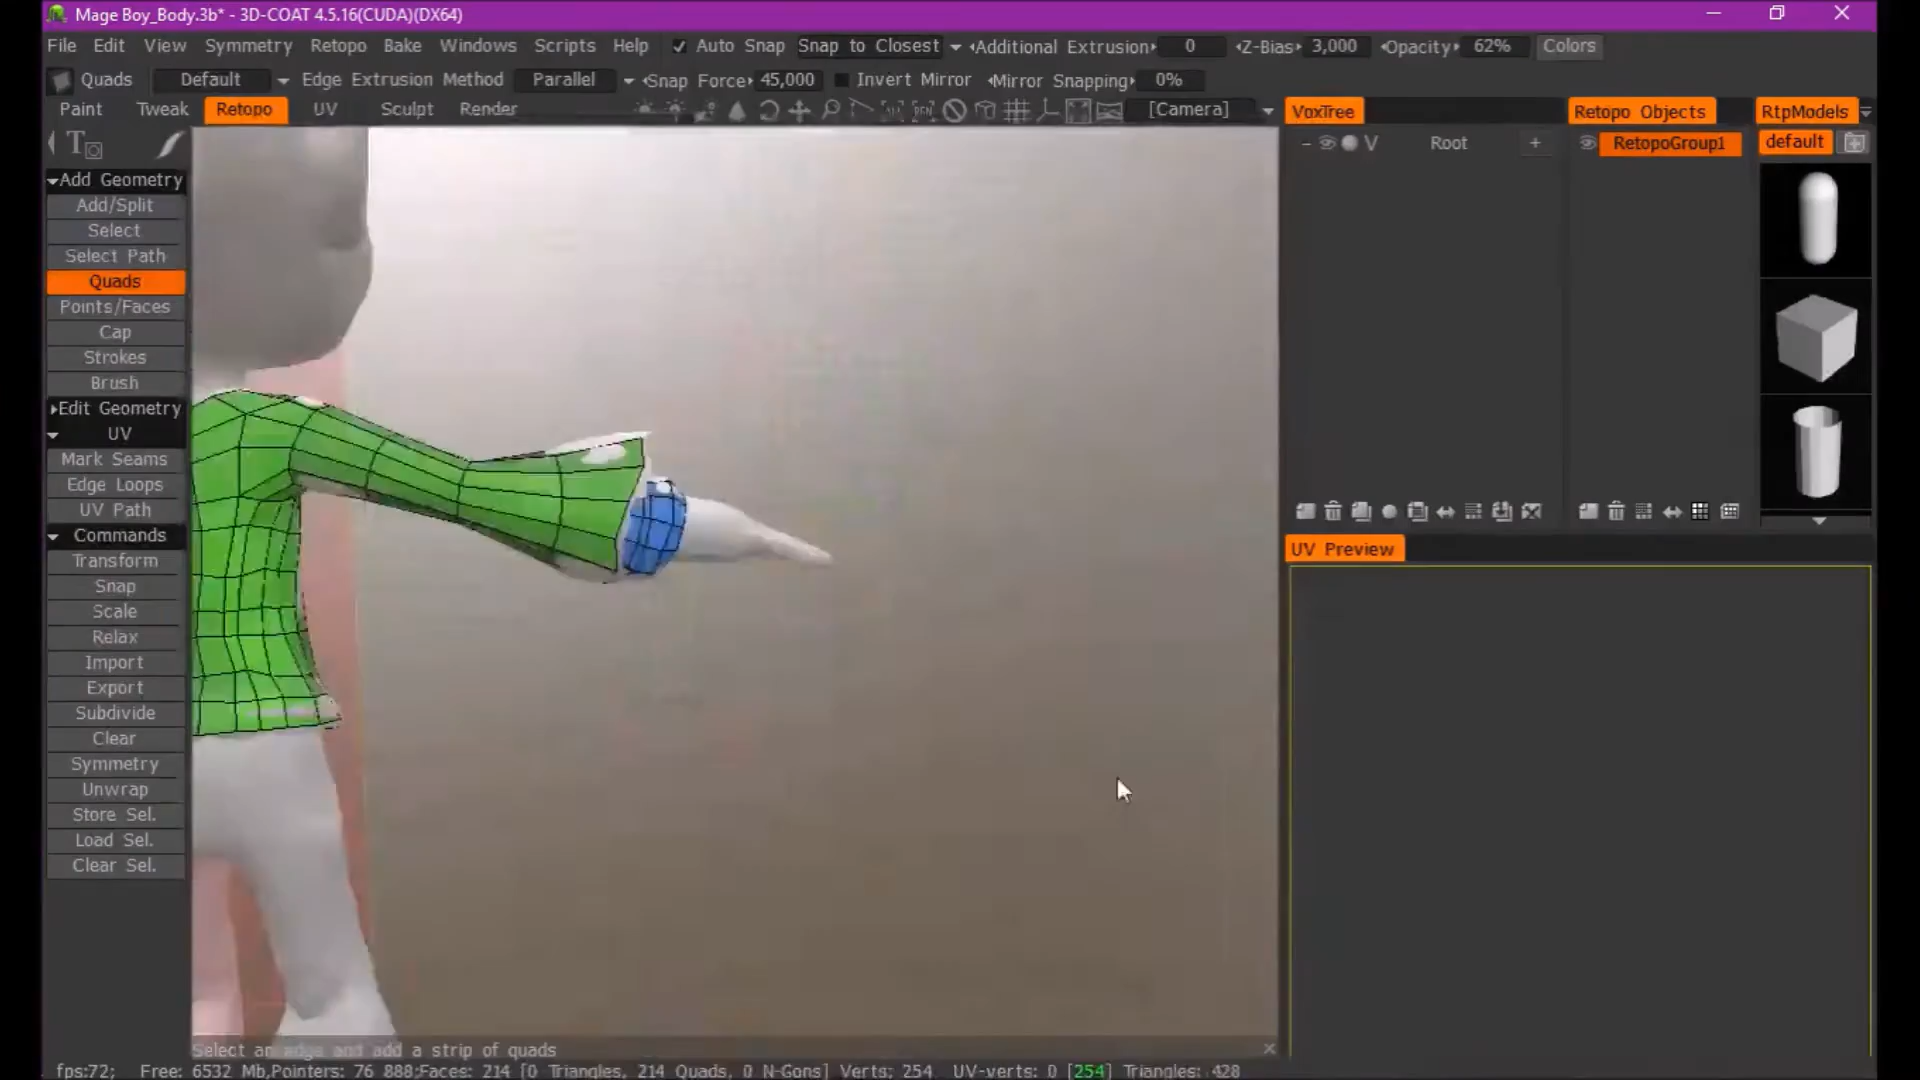 Mage Boy_Body.3b* - 3D-COAT 4.5.16(CUDA)(DX64)
File Edit View Symmetry Retopo Bake Windows Scripts Help Auto Snap Snap to Closest Additional Extrusion 0 Z-Bias 3,000 Opacity 62% Colors
Quads Default Edge Extrusion Method Parallel Snap Force 45,000 Invert Mirror Mirror Snapping 0%
Paint Tweak Retopo UV Sculpt Render [Camera] VoxTree Retopo Objects RtpModels
V Root + RetopoGroup1 default
Add Geometry
Add/Split
Select
Select Path
Quads
Points/Faces
Cap
Strokes
Brush
Edit Geometry
UV
Mark Seams
Edge Loops
UV Path
Commands
Transform
Snap
Scale
Relax
Import
Export
Subdivide
Clear
Symmetry
Unwrap
Store Sel.
Load Sel.
Clear Sel.
UV Preview
Select an edge and add a strip of quads
fps:72; Free: 6532 Mb,Pointers: 76 888;Faces: 214 [0 Triangles, 214 Quads, 0 N-Gons] Verts: 254 UV-verts: 0 [254] Triangles: 428